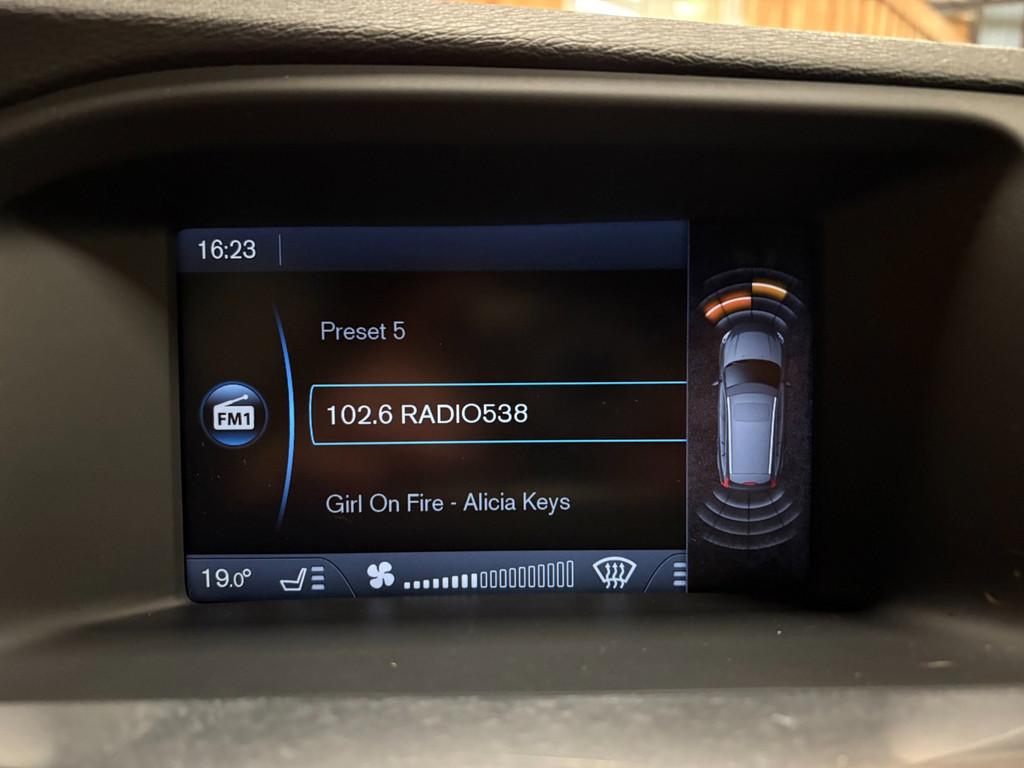 16:23
Preset 5
FM1
102.6 RADIO538
Girl On Fire - Alicia Keys
19.0°